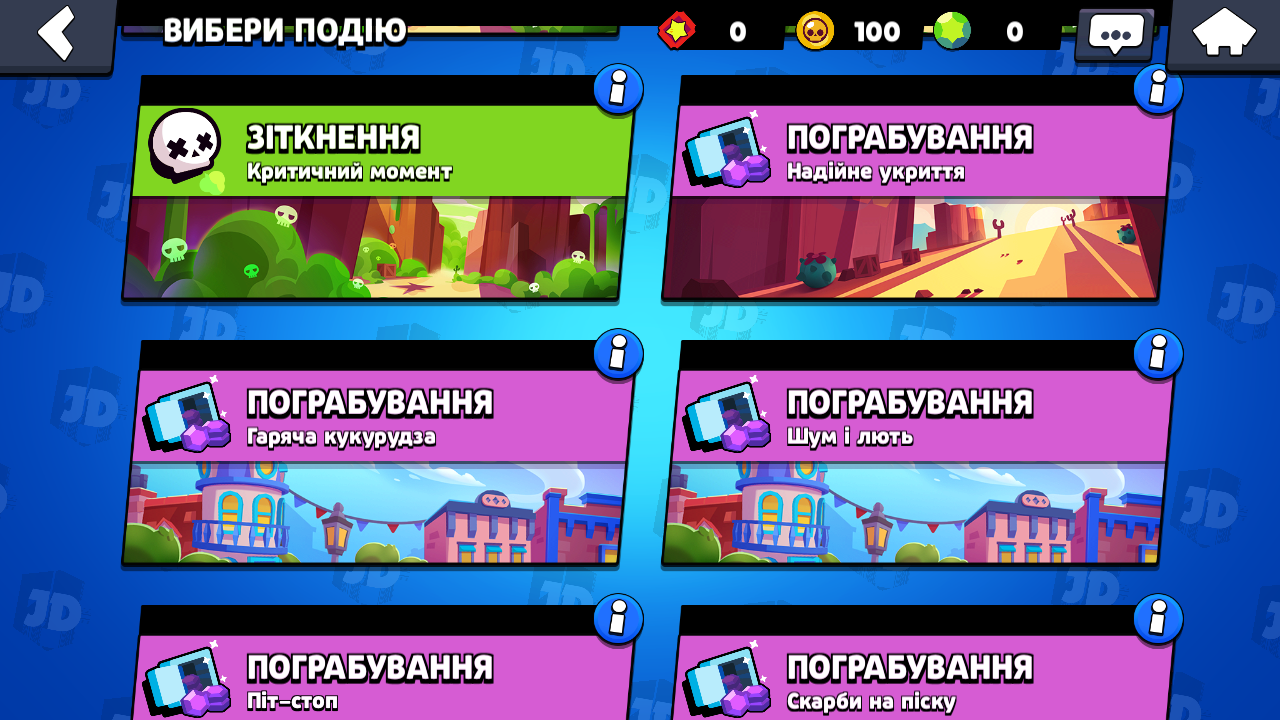 ВИБЕРИ ПОДІЮ
0
100
0
ЗІТКНЕННЯ
Критичний момент
ПОГРАБУВАННЯ
Надійне укриття
ПОГРАБУВАННЯ
Гаряча кукурудза
ПОГРАБУВАННЯ
Шум і лють
ПОГРАБУВАННЯ
Піт-стоп
ПОГРАБУВАННЯ
Скарби на піску
JD